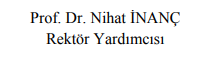 Prof. Dr. Nihat İNANÇ
Rektör Yardımcısı